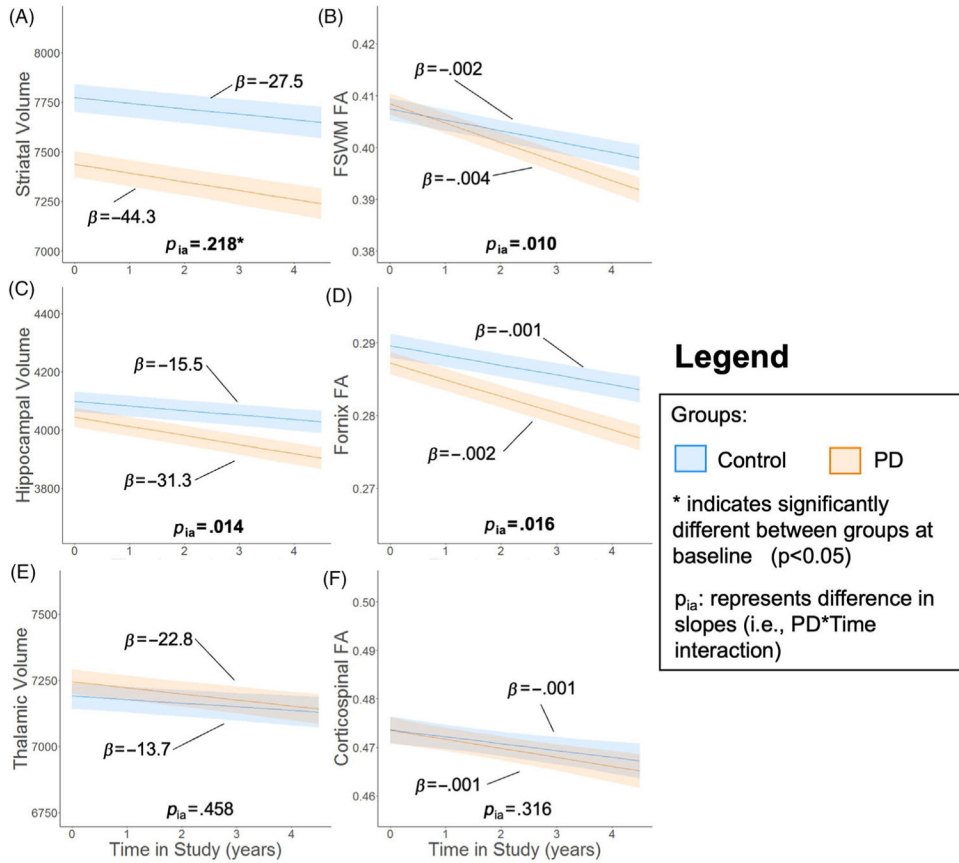 (A)
Striatal Volume
8000
7750
7500
7250
7000
β=-27.5
β=-44.3
pia=.218*
0 1 2 3 4
(B)
FSWM FA
0.42
0.41
0.40
0.39
0.38
β=-.002
β=-.004
pia=.010
0 1 2 3 4
(C)
Hippocampal Volume
4400
4200
4000
3800
β=-15.5
β=-31.3
pia=.014
0 1 2 3 4
(D)
Fornix FA
0.29
0.28
0.27
β=-.001
β=-.002
pia=.016
0 1 2 3 4
(E)
Thalamic Volume
7500
7250
7000
6750
β=-22.8
β=-13.7
pia=.458
0 1 2 3 4
Time in Study (years)
(F)
Corticospinal FA
0.50
0.49
0.48
0.47
0.46
β=-.001
β=-.001
pia=.316
0 1 2 3 4
Time in Study (years)
Legend
Groups:
Control PD
* indicates significantly
different between groups at
baseline (p<0.05)
pia: represents difference in
slopes (i.e., PD*Time
interaction)